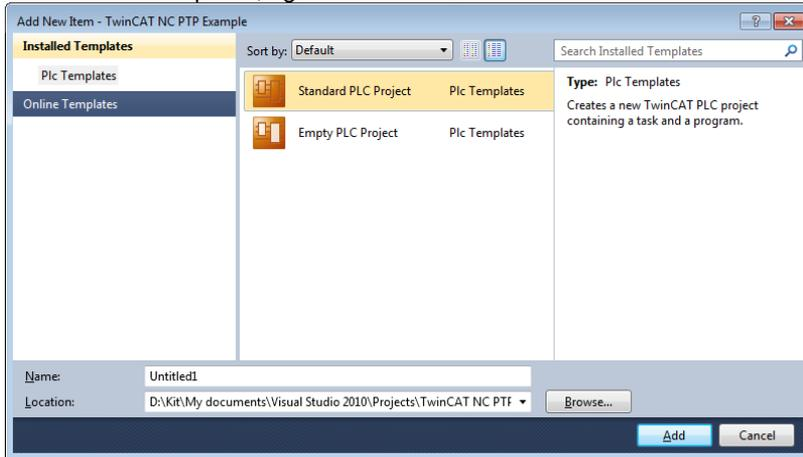 Add New Item - TwinCAT NC PTP Example
Installed Templates
Plc Templates
Online Templates
Sort by: Default
Search Installed Templates
Standard PLC Project Plc Templates
Empty PLC Project Plc Templates
Type: Plc Templates
Creates a new TwinCAT PLC project
containing a task and a program.
Name: Untitled1
Location: D:\Kit\My documents\Visual Studio 2010\Projects\TwinCAT NC PTF
Browse...
Add Cancel